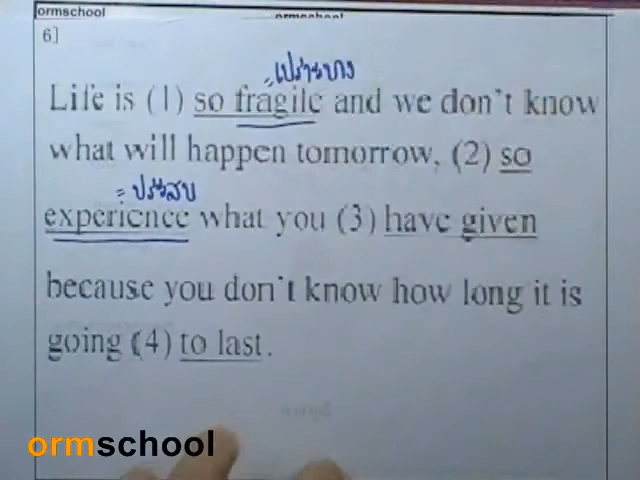 ormschool
ormschool
6]
= เปราะบาง
Life is (1) so fragile and we don't know
what will happen tomorrow, (2) so
= ประสบ
experience what you (3) have given
because you don't know how long it is
going (4) to last.
ormschool